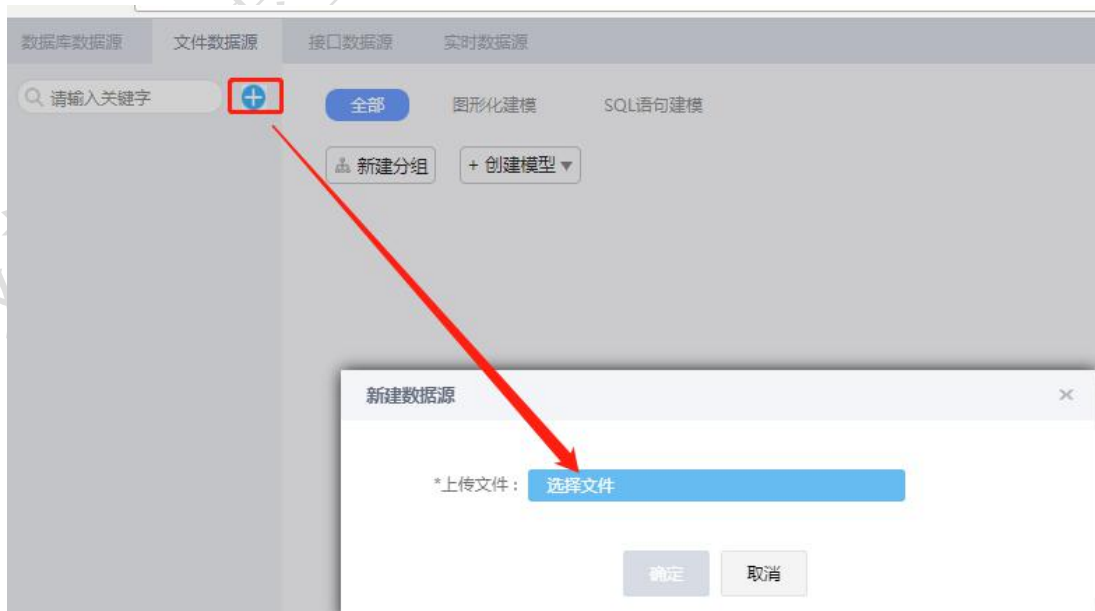 数据库数据源 文件数据源 接口数据源 实时数据源
请输入关键字 全部 图形化建模 SQL语句建模
新建分组 + 创建模型
新建数据源
*上传文件： 选择文件
确定 取消